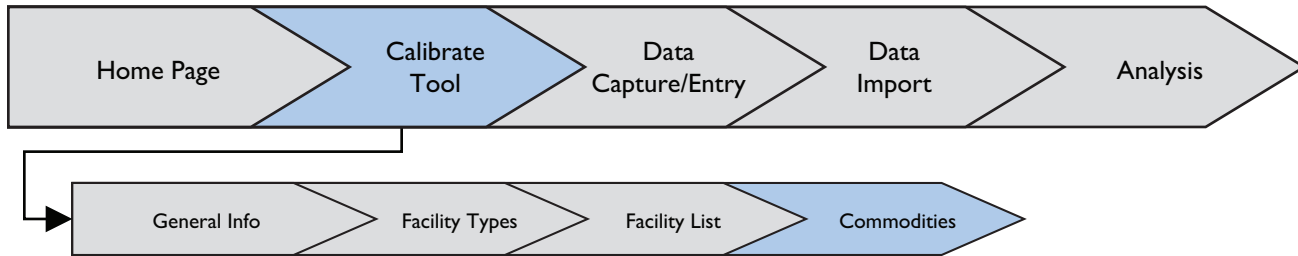 Home Page
Calibrate
Tool
Data
Capture/Entry
Data
Import
Analysis
General Info
Facility Types
Facility List
Commodities